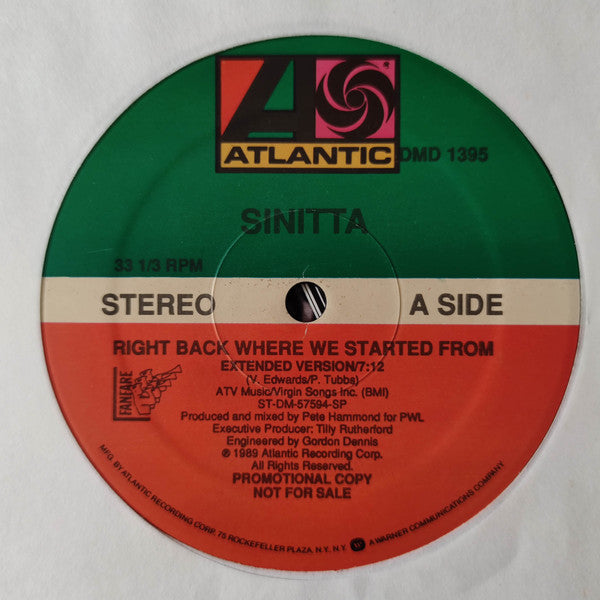 ATLANTIC
DMD 1395
SINITTA
33 1/3 RPM
STEREO
A SIDE
RIGHT BACK WHERE WE STARTED FROM
EXTENDED VERSION/7:12
(V. Edwards/P. Tubbs)
ATV Music/Virgin Songs Inc. (BMI)
ST-DM-57594-SP
FANFARE
Produced and mixed by Pete Hammond for PWL
Executive Producer: Tilly Rutherford
Engineered by Gordon Dennis
℗ 1989 Atlantic Recording Corp.
All Rights Reserved.
PROMOTIONAL COPY
NOT FOR SALE
MFG. BY ATLANTIC RECORDING CORP. 75 ROCKEFELLER PLAZA, N.Y., N.Y. A WARNER COMMUNICATIONS COMPANY